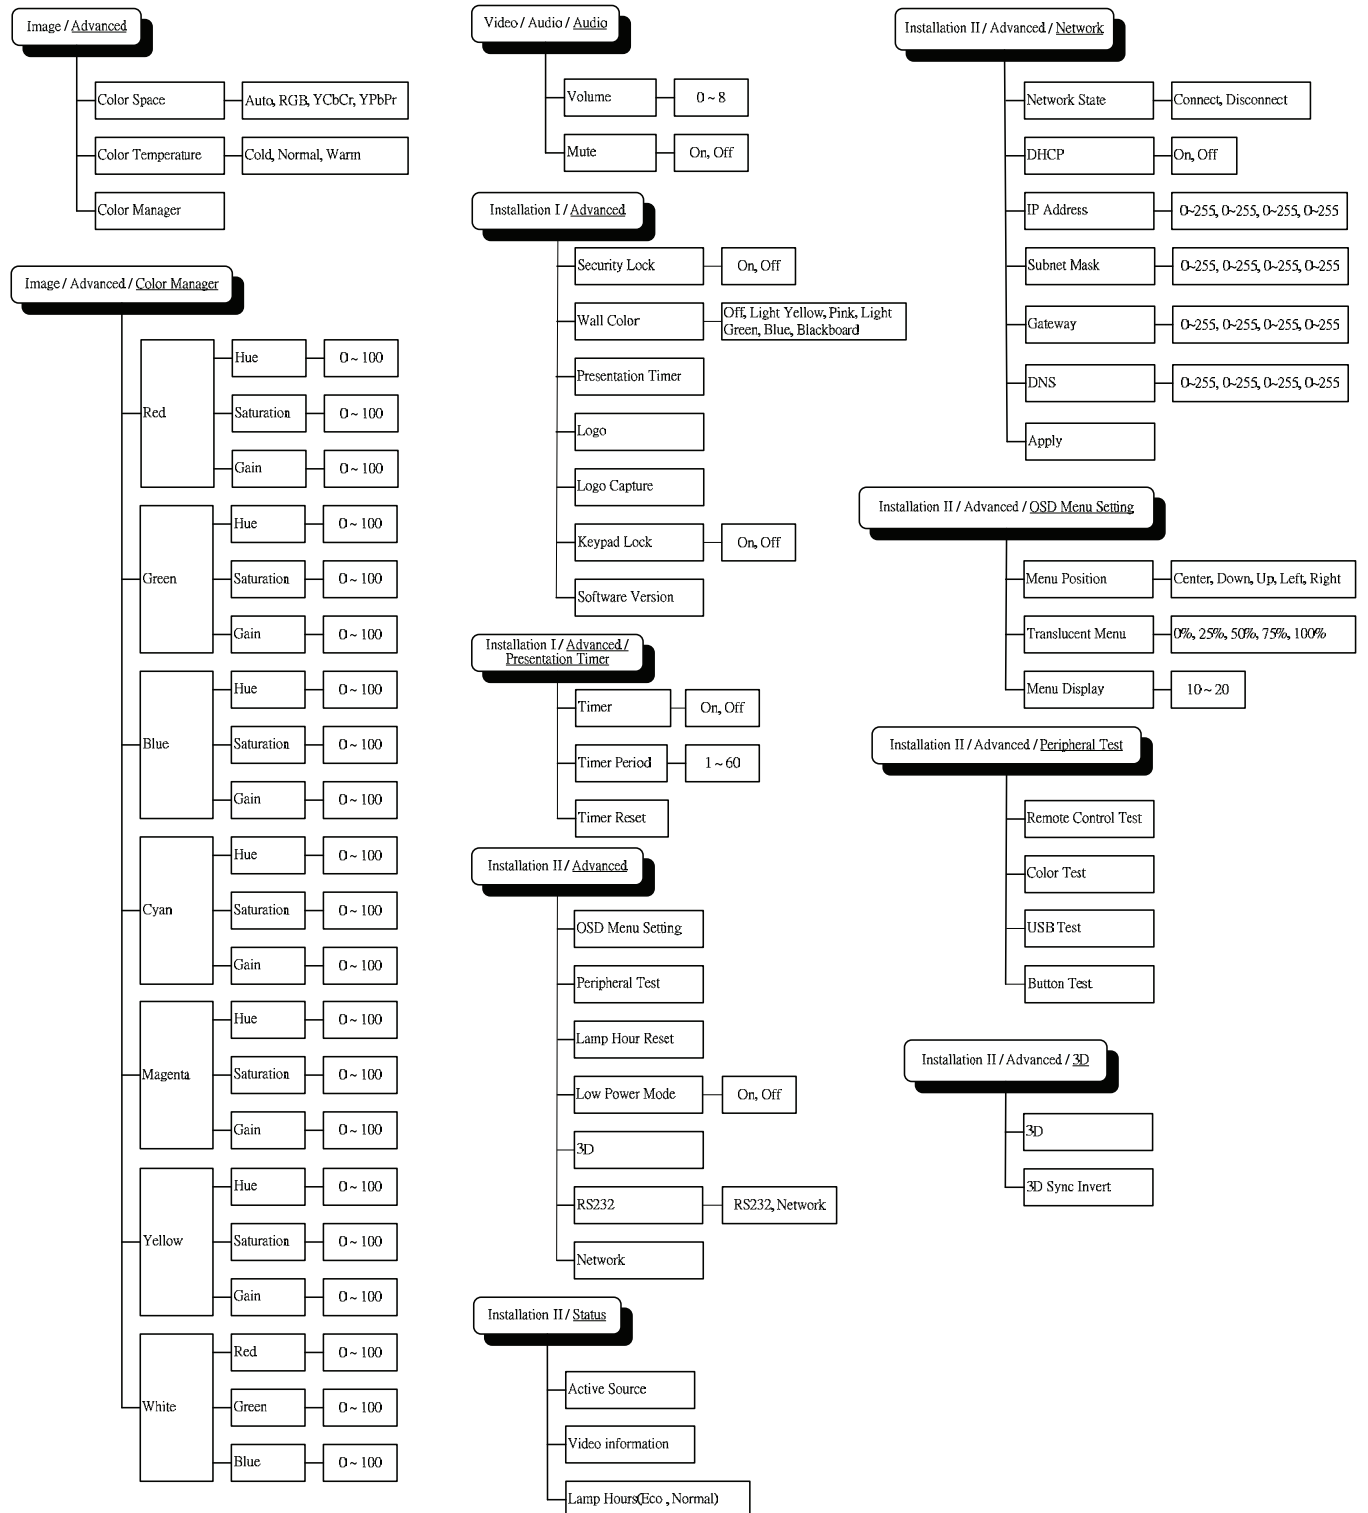 Image / Advanced
Color Space
Auto, RGB, YCbCr, YPbPr
Color Temperature
Cold, Normal, Warm
Color Manager
Image / Advanced / Color Manager
Red
Hue
0 ~ 100
Saturation
0 ~ 100
Gain
0 ~ 100
Green
Hue
0 ~ 100
Saturation
0 ~ 100
Gain
0 ~ 100
Blue
Hue
0 ~ 100
Saturation
0 ~ 100
Gain
0 ~ 100
Cyan
Hue
0 ~ 100
Saturation
0 ~ 100
Gain
0 ~ 100
Magenta
Hue
0 ~ 100
Saturation
0 ~ 100
Gain
0 ~ 100
Yellow
Hue
0 ~ 100
Saturation
0 ~ 100
Gain
0 ~ 100
White
Red
0 ~ 100
Green
0 ~ 100
Blue
0 ~ 100
Video / Audio / Audio
Volume
0 ~ 8
Mute
On, Off
Installation I / Advanced
Security Lock
On, Off
Wall Color
Off, Light Yellow, Pink, Light
Green, Blue, Blackboard
Presentation Timer
Logo
Logo Capture
Keypad Lock
On, Off
Software Version
Installation I / Advanced /
Presentation Timer
Timer
On, Off
Timer Period
1 ~ 60
Timer Reset
Installation II / Advanced
OSD Menu Setting
Peripheral Test
Lamp Hour Reset
Low Power Mode
On, Off
3D
RS232
RS232, Network
Network
Installation II / Status
Active Source
Video information
Lamp Hours(Eco , Normal)
Installation II / Advanced / Network
Network State
Connect, Disconnect
DHCP
On, Off
IP Address
0~255, 0~255, 0~255, 0~255
Subnet Mask
0~255, 0~255, 0~255, 0~255
Gateway
0~255, 0~255, 0~255, 0~255
DNS
0~255, 0~255, 0~255, 0~255
Apply
Installation II / Advanced / OSD Menu Setting
Menu Position
Center, Down, Up, Left, Right
Translucent Menu
0%, 25%, 50%, 75%, 100%
Menu Display
10 ~ 20
Installation II / Advanced / Peripheral Test
Remote Control Test
Color Test
USB Test
Button Test
Installation II / Advanced / 3D
3D
3D Sync Invert